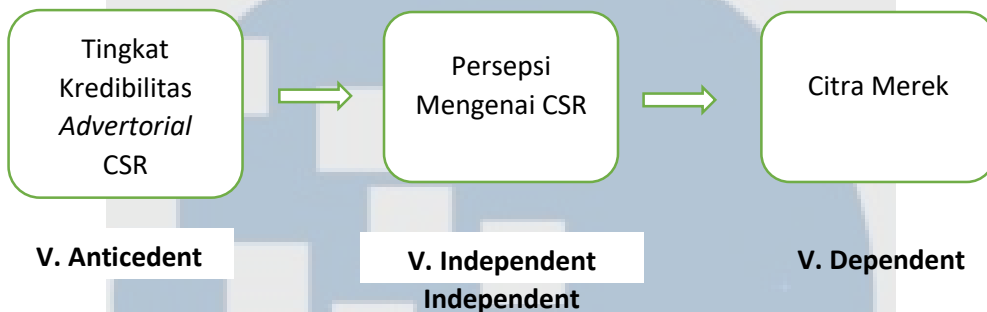 Tingkat
Kredibilitas
Advertorial
CSR
Persepsi
Mengenai CSR
Citra Merek
V. Anticedent
V. Independent
Independent
V. Dependent